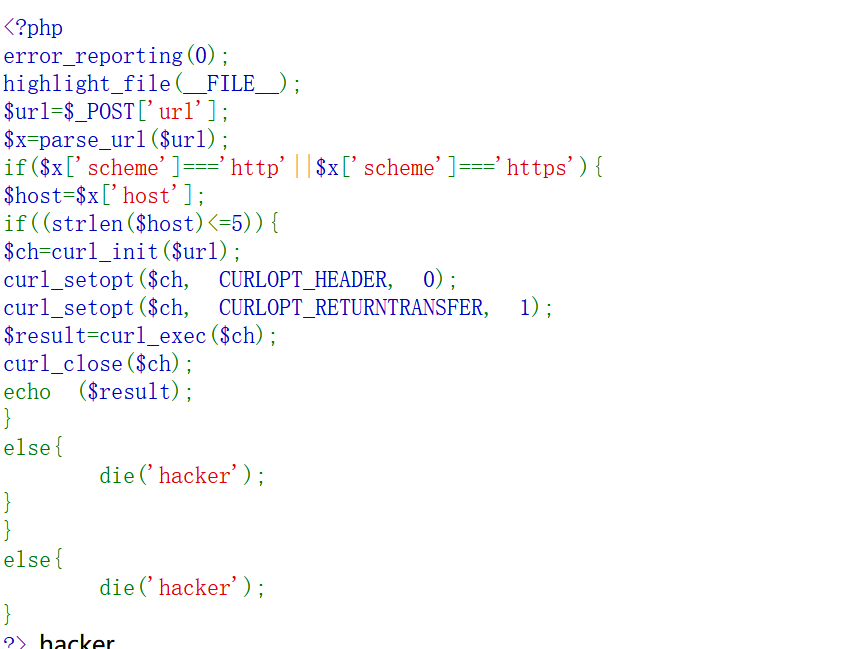 <?php
error_reporting(0);
highlight_file(__FILE__);
$url=$_POST['url'];
$x=parse_url($url);
if($x['scheme']==='http'||$x['scheme']==='https'){
$host=$x['host'];
if((strlen($host)<=5)){
$ch=curl_init($url);
curl_setopt($ch, CURLOPT_HEADER, 0);
curl_setopt($ch, CURLOPT_RETURNTRANSFER, 1);
$result=curl_exec($ch);
curl_close($ch);
echo ($result);
}
else{
die('hacker');
}
}
else{
die('hacker');
}
?> hacker